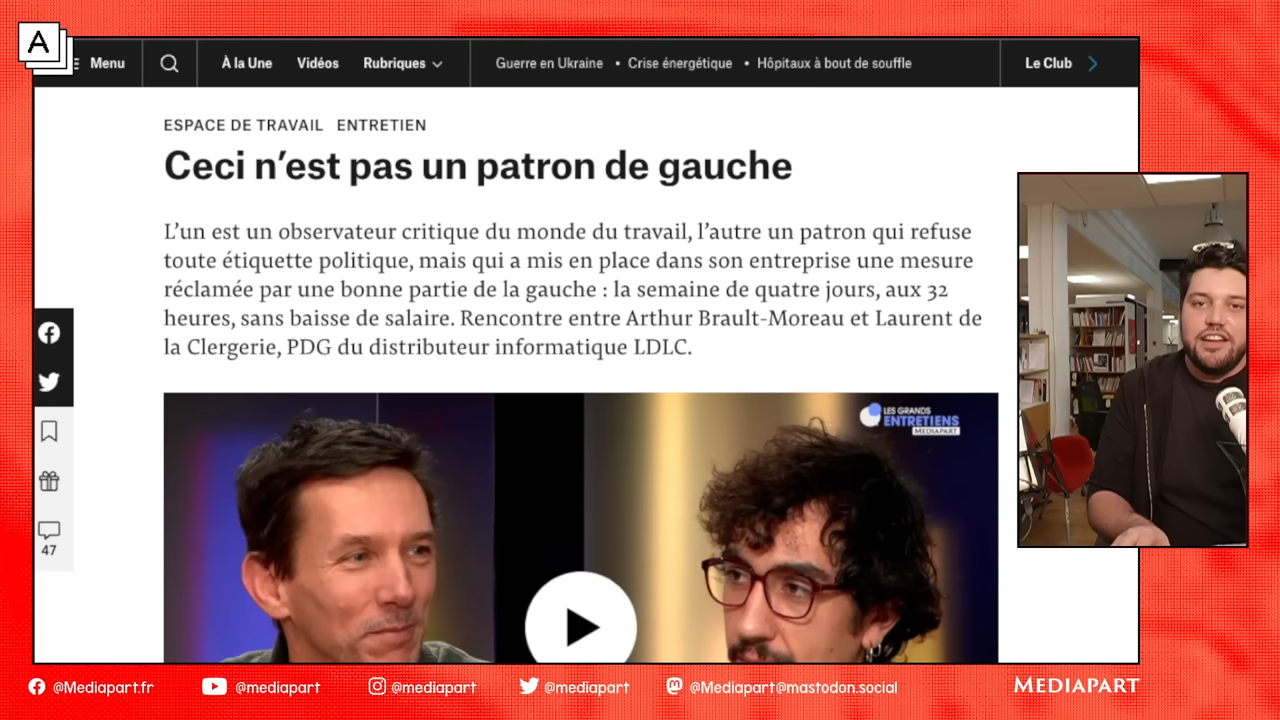 A
Menu
À la Une
Vidéos
Rubriques
Guerre en Ukraine • Crise énergétique • Hôpitaux à bout de souffle
Le Club
ESPACE DE TRAVAIL ENTRETIEN
Ceci n’est pas un patron de gauche
L’un est un observateur critique du monde du travail, l’autre un patron qui refuse
toute étiquette politique, mais qui a mis en place dans son entreprise une mesure
réclamée par une bonne partie de la gauche : la semaine de quatre jours, aux 32
heures, sans baisse de salaire. Rencontre entre Arthur Brault-Moreau et Laurent de
la Clergerie, PDG du distributeur informatique LDLC.
47
LES GRANDS
ENTRETIENS
MEDIAPART
@Mediapart.fr
@mediapart
@mediapart
@mediapart
@Mediapart@mastodon.social
MEDIAPART